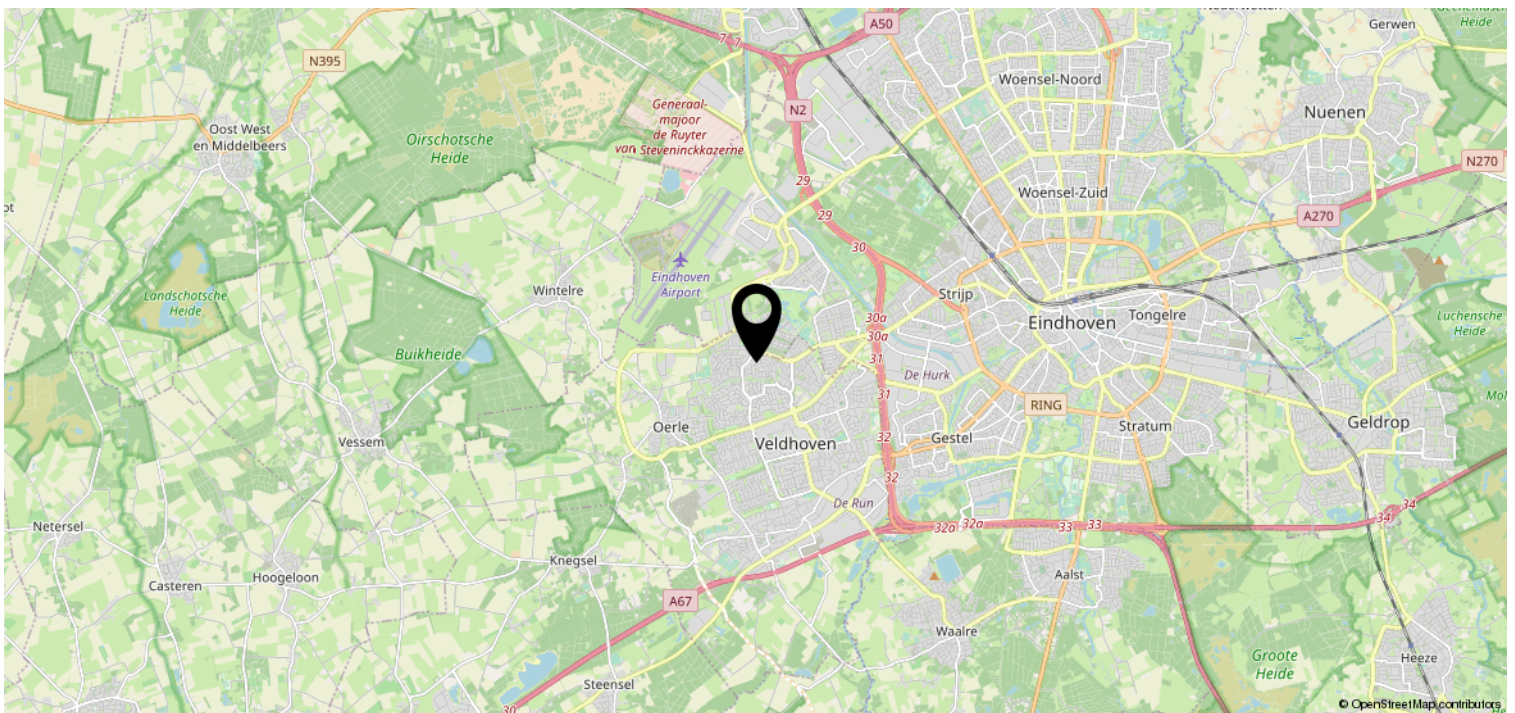 A50
Gerwen
Heide
7
7
N395
Woensel-Noord
N2
Generaal-
majoor
de Ruyter
van Steveninckkazerne
Nuenen
Oost West
en Middelbeers
Oirschotsche
Heide
N270
29
Woensel-Zuid
29
A270
30
Eindhoven
Airport
Landschotsche
Heide
Wintelre
Strijp
Eindhoven
Tongelre
Luchensche
Heide
30a
30a
Buikheide
31
De Hurk
31
RING
Geldrop
Oerle
Stratum
Vessem
Veldhoven
32
Gestel
32
De Run
34
34
32a
32a
33
33
Netersel
Knegsel
Casteren
Hoogeloon
Aalst
A67
Waalre
Groote
Heide
Heeze
Steensel
30
© OpenStreetMap contributors